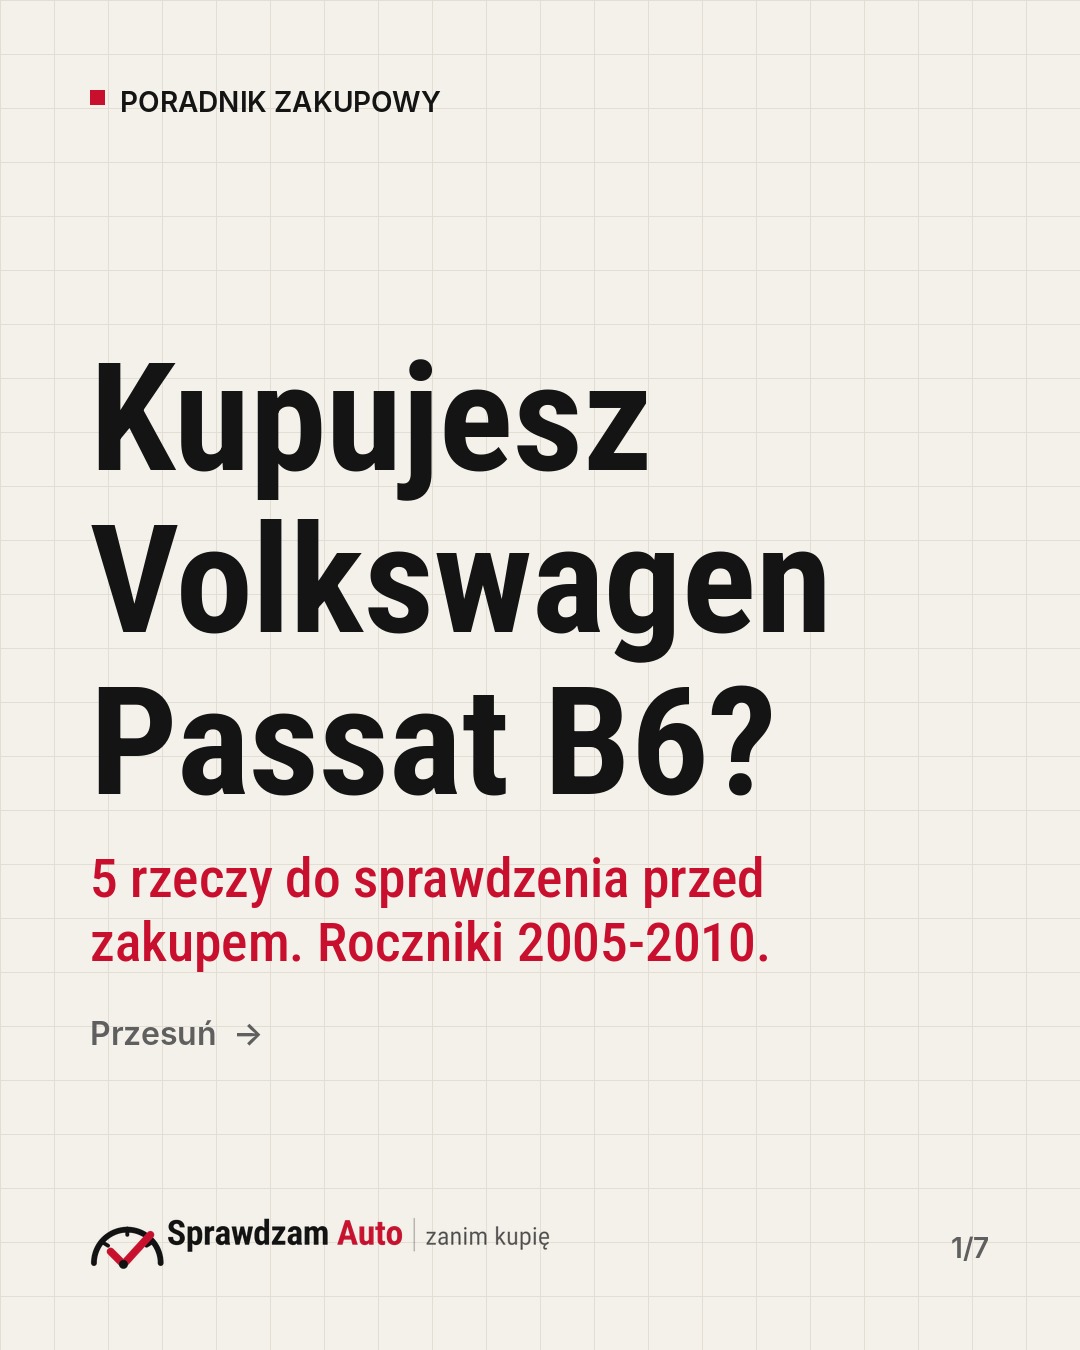 PORADNIK ZAKUPOWY
Kupujesz
Volkswagen
Passat B6?
5 rzeczy do sprawdzenia przed
zakupem. Roczniki 2005-2010.
Przesuń →
Sprawdzam Auto | zanim kupię
1/7